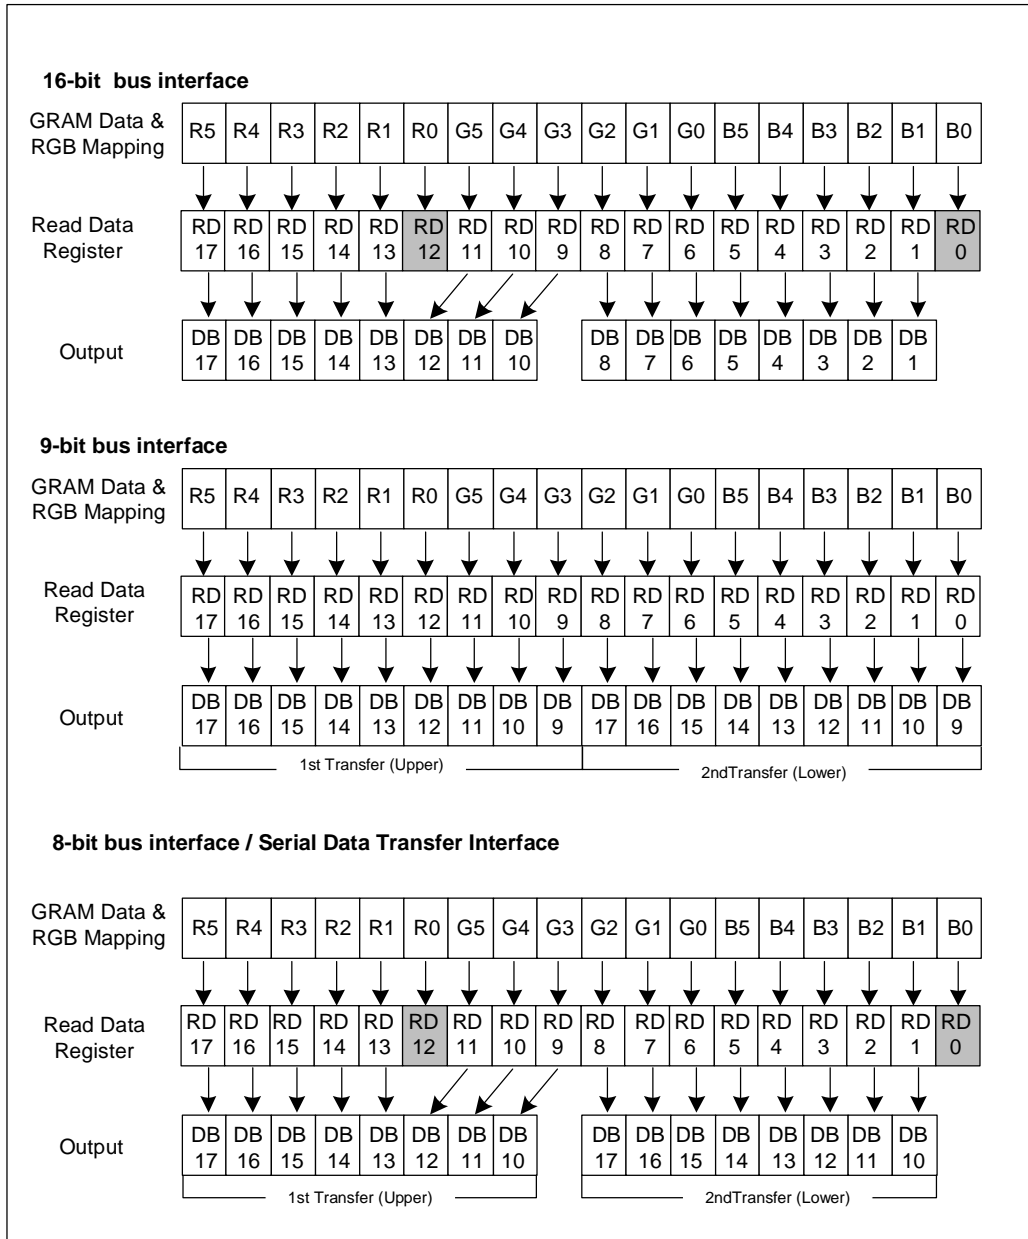 16-bit bus interface
GRAM Data & RGB Mapping
R5 R4 R3 R2 R1 R0 G5 G4 G3 G2 G1 G0 B5 B4 B3 B2 B1 B0
Read Data Register
RD 17 RD 16 RD 15 RD 14 RD 13 RD 12 RD 11 RD 10 RD 9 RD 8 RD 7 RD 6 RD 5 RD 4 RD 3 RD 2 RD 1 RD 0
Output
DB 17 DB 16 DB 15 DB 14 DB 13 DB 12 DB 11 DB 10 DB 8 DB 7 DB 6 DB 5 DB 4 DB 3 DB 2 DB 1
9-bit bus interface
GRAM Data & RGB Mapping
R5 R4 R3 R2 R1 R0 G5 G4 G3 G2 G1 G0 B5 B4 B3 B2 B1 B0
Read Data Register
RD 17 RD 16 RD 15 RD 14 RD 13 RD 12 RD 11 RD 10 RD 9 RD 8 RD 7 RD 6 RD 5 RD 4 RD 3 RD 2 RD 1 RD 0
Output
DB 17 DB 16 DB 15 DB 14 DB 13 DB 12 DB 11 DB 10 DB 9 DB 17 DB 16 DB 15 DB 14 DB 13 DB 12 DB 11 DB 10 DB 9
1st Transfer (Upper) 2ndTransfer (Lower)
8-bit bus interface / Serial Data Transfer Interface
GRAM Data & RGB Mapping
R5 R4 R3 R2 R1 R0 G5 G4 G3 G2 G1 G0 B5 B4 B3 B2 B1 B0
Read Data Register
RD 17 RD 16 RD 15 RD 14 RD 13 RD 12 RD 11 RD 10 RD 9 RD 8 RD 7 RD 6 RD 5 RD 4 RD 3 RD 2 RD 1 RD 0
Output
DB 17 DB 16 DB 15 DB 14 DB 13 DB 12 DB 11 DB 10 DB 17 DB 16 DB 15 DB 14 DB 13 DB 12 DB 11 DB 10
1st Transfer (Upper) 2ndTransfer (Lower)